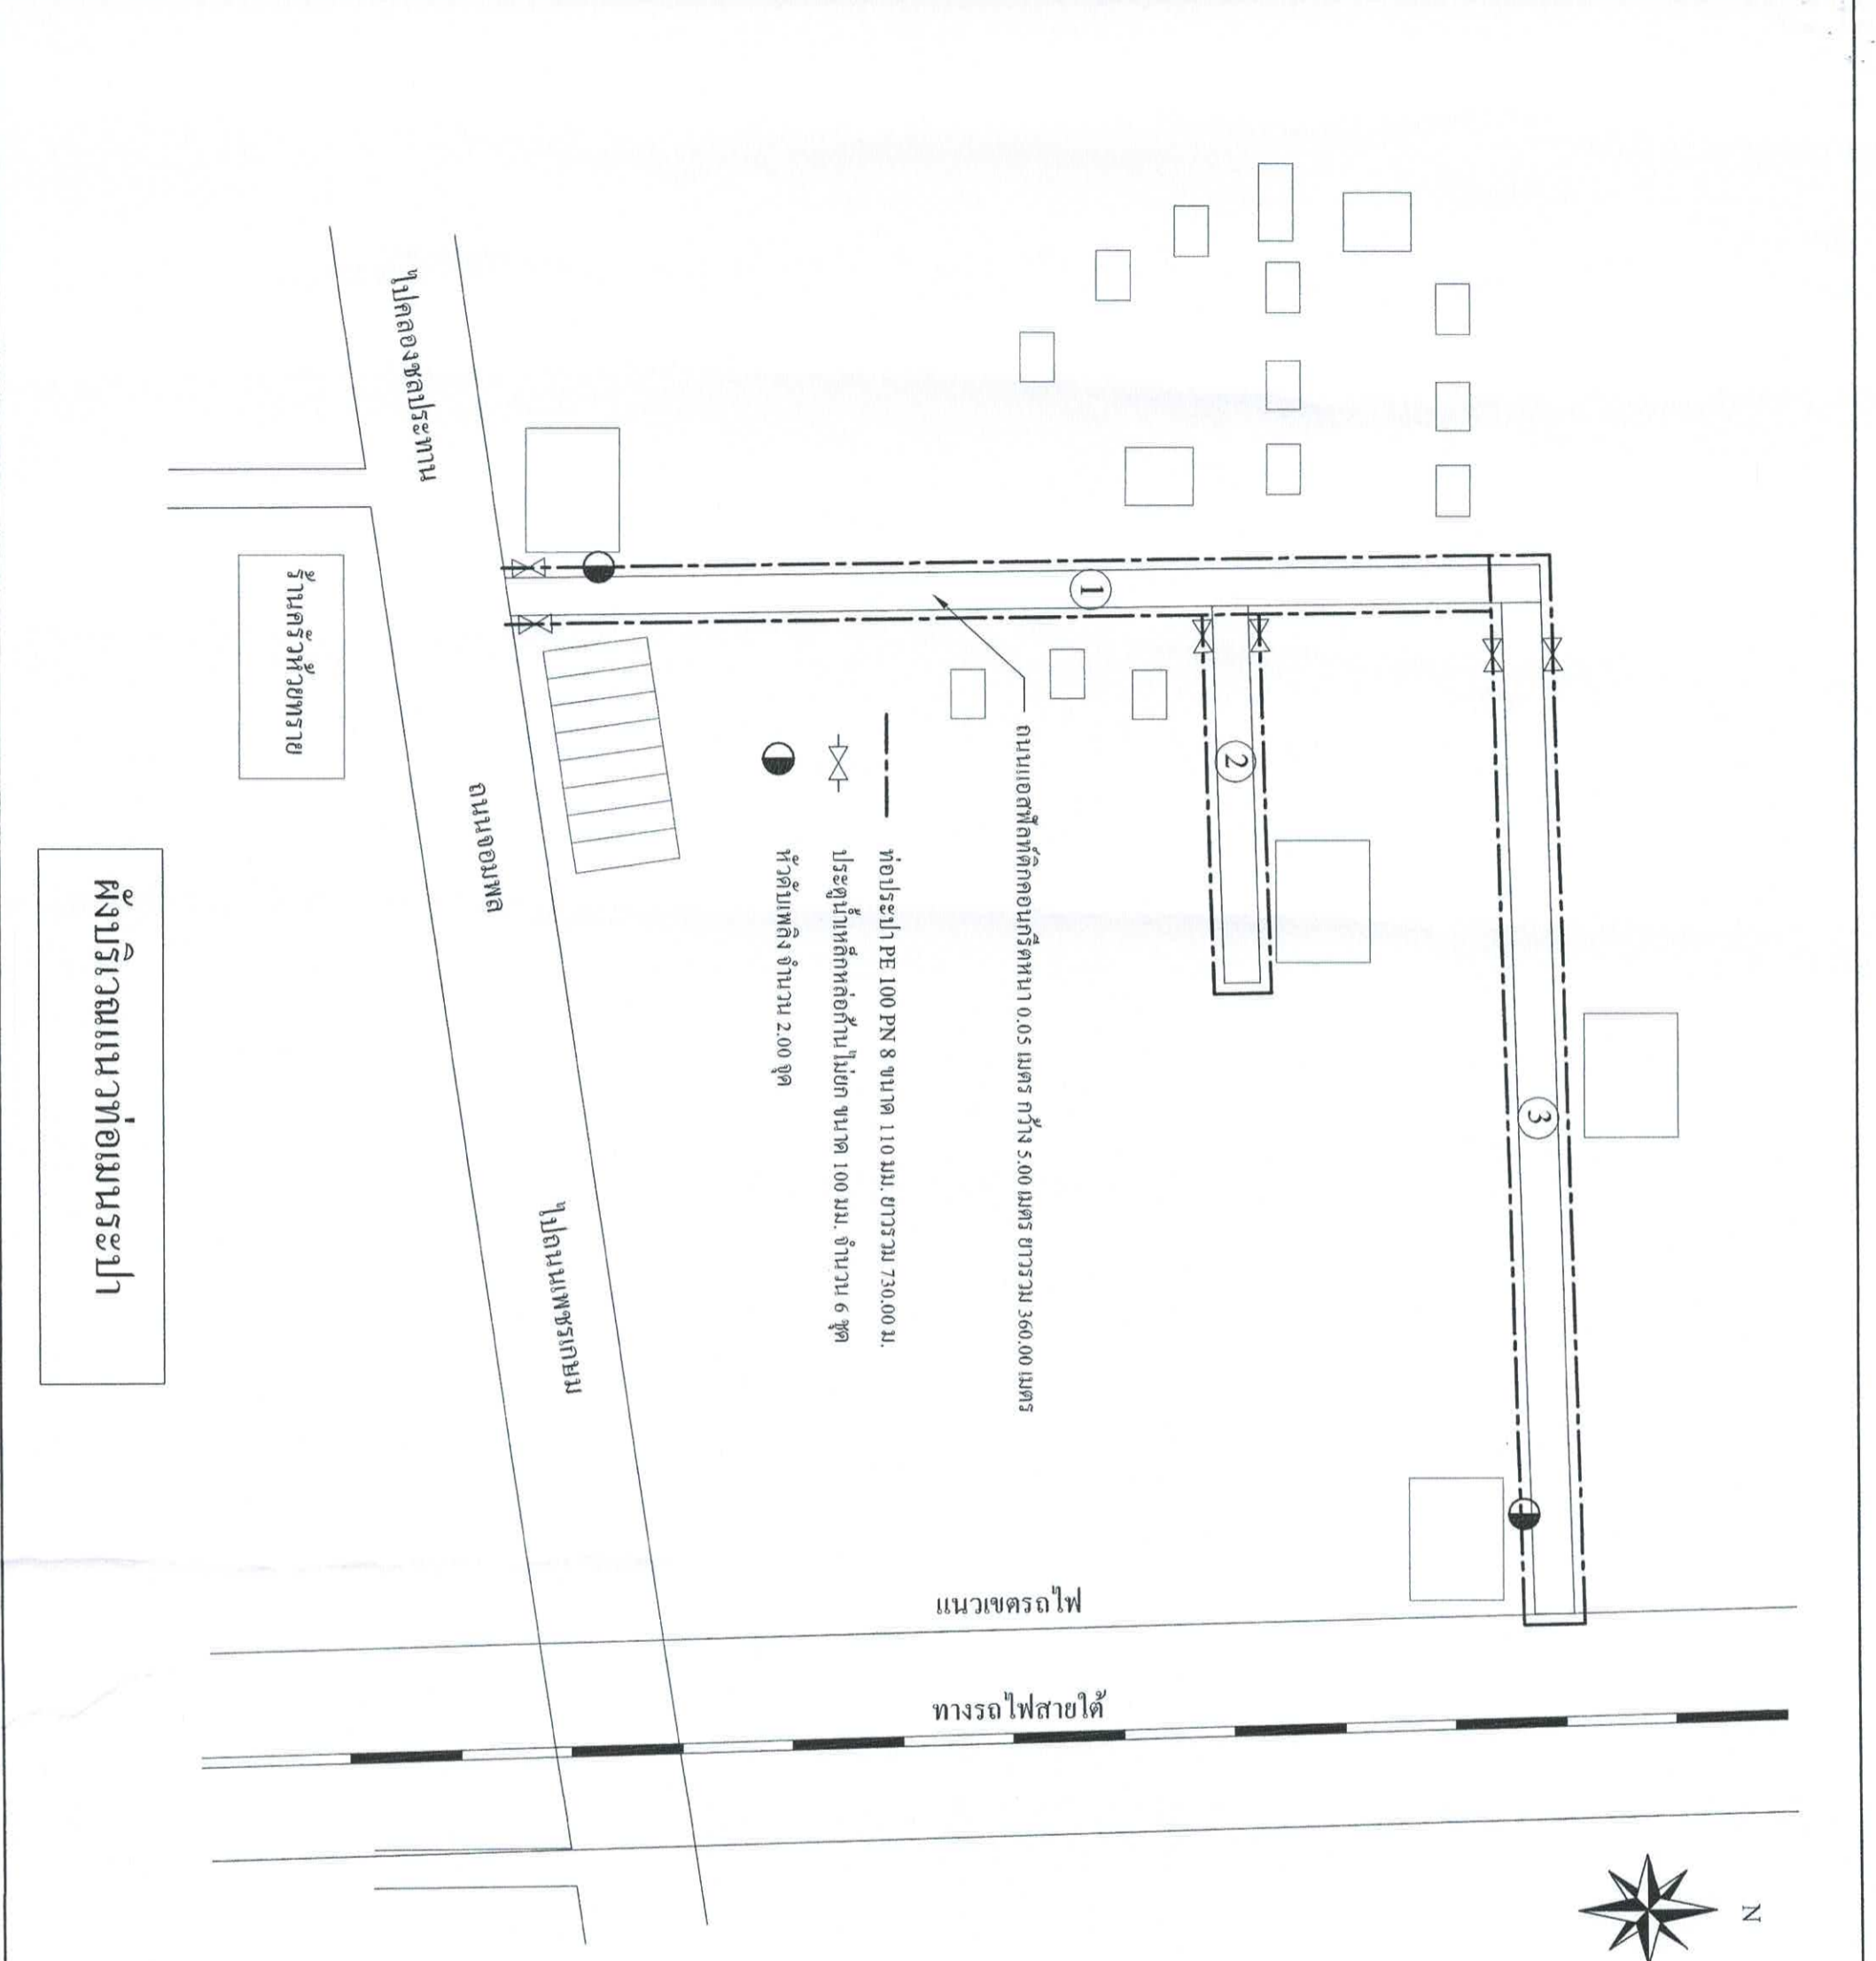 N
③
②
①
ถนนแอสฟัลท์ติกคอนกรีตหนา 0.05 เมตร กว้าง 5.00 เมตร ยาวรวม 360.00 เมตร
ท่อประปา PE 100 PN 8 ขนาด 110 มม. ยาวรวม 730.00 ม.
ประตูน้ำเหล็กหล่อก้านไม่ยก ขนาด 100 มม. จำนวน 6 ชุด
หัวดับเพลิง จำนวน 2.00 จุด
แนวเขตรถไฟ
ทางรถไฟสายใต้
ไปคลองชลประทาน
ถนนจอมพล
ไปถนนเพชรเกษม
ร้านครัวห้วยทราย
ผังบริเวณแนวท่อเมนระปา